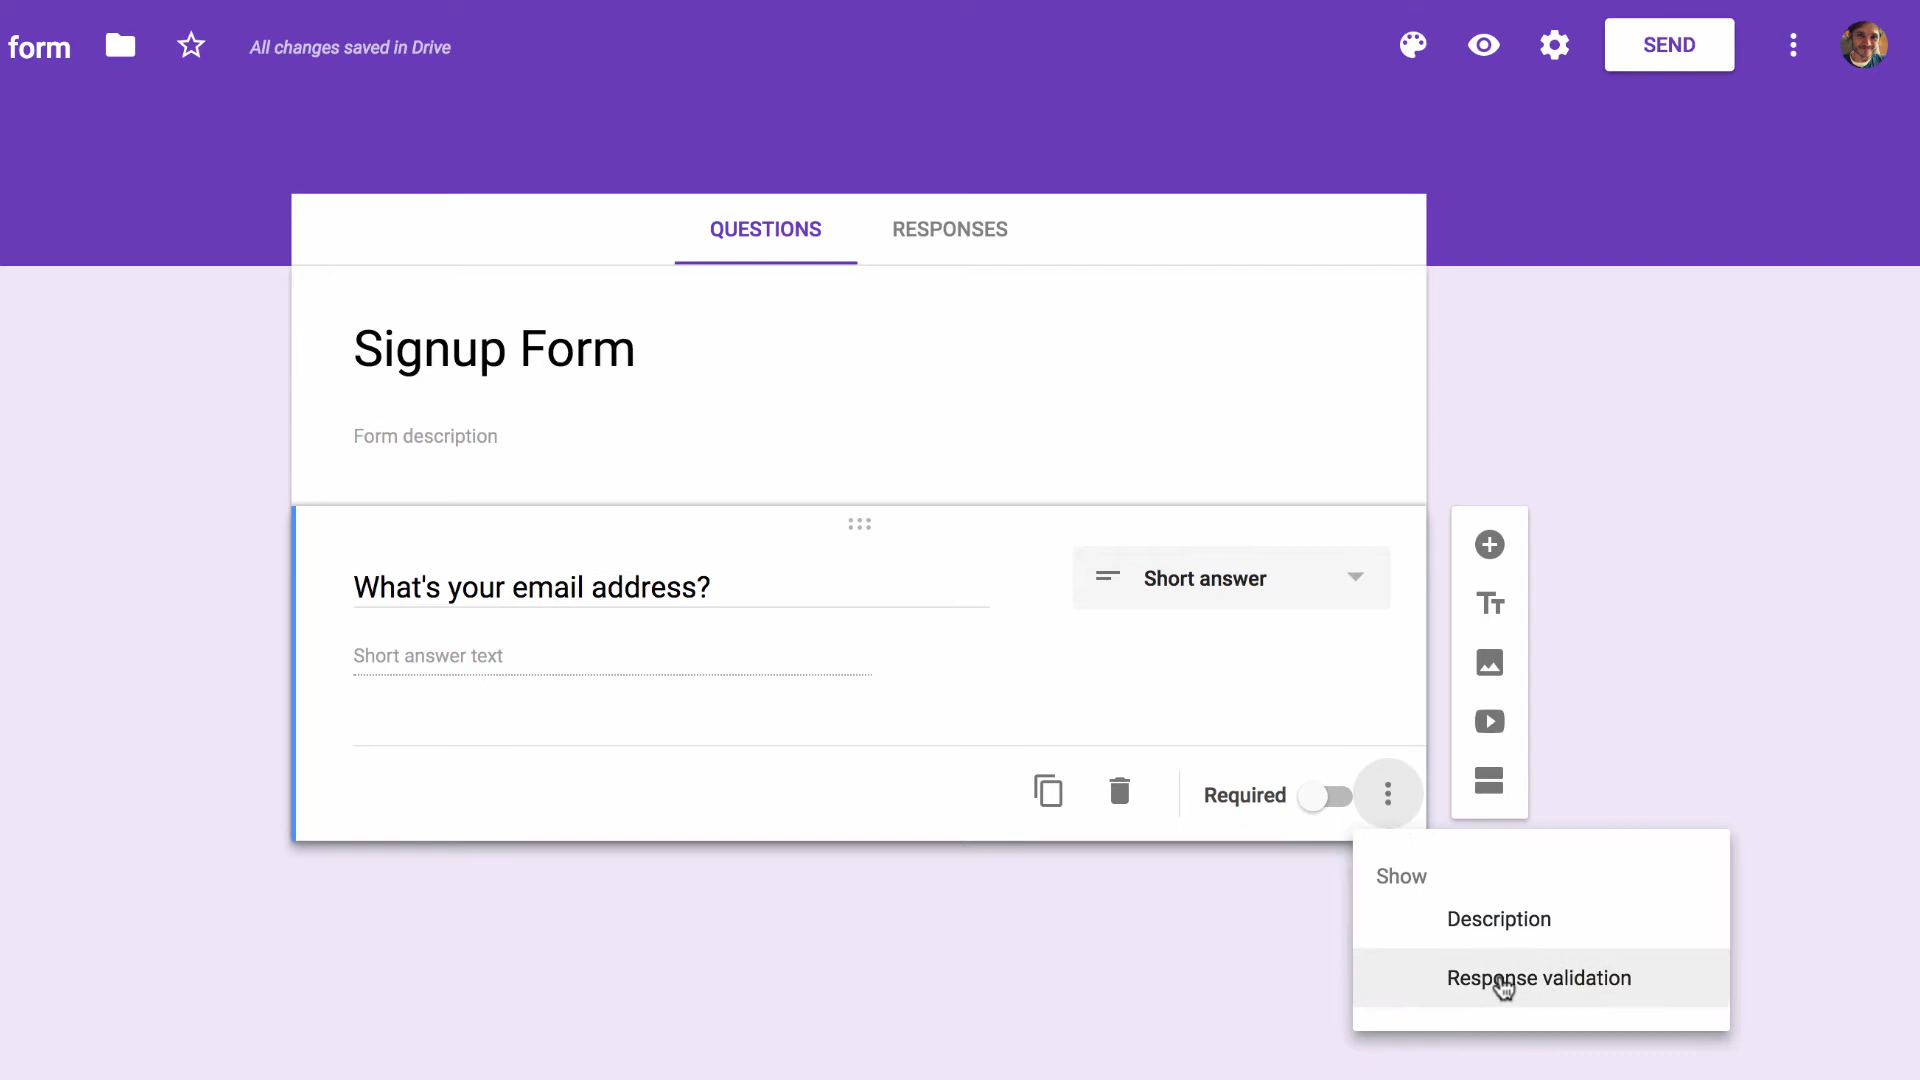 form
All changes saved in Drive
SEND
QUESTIONS
RESPONSES
Signup Form
Form description
What's your email address?
Short answer
Short answer text
Required
Show
Description
Response validation